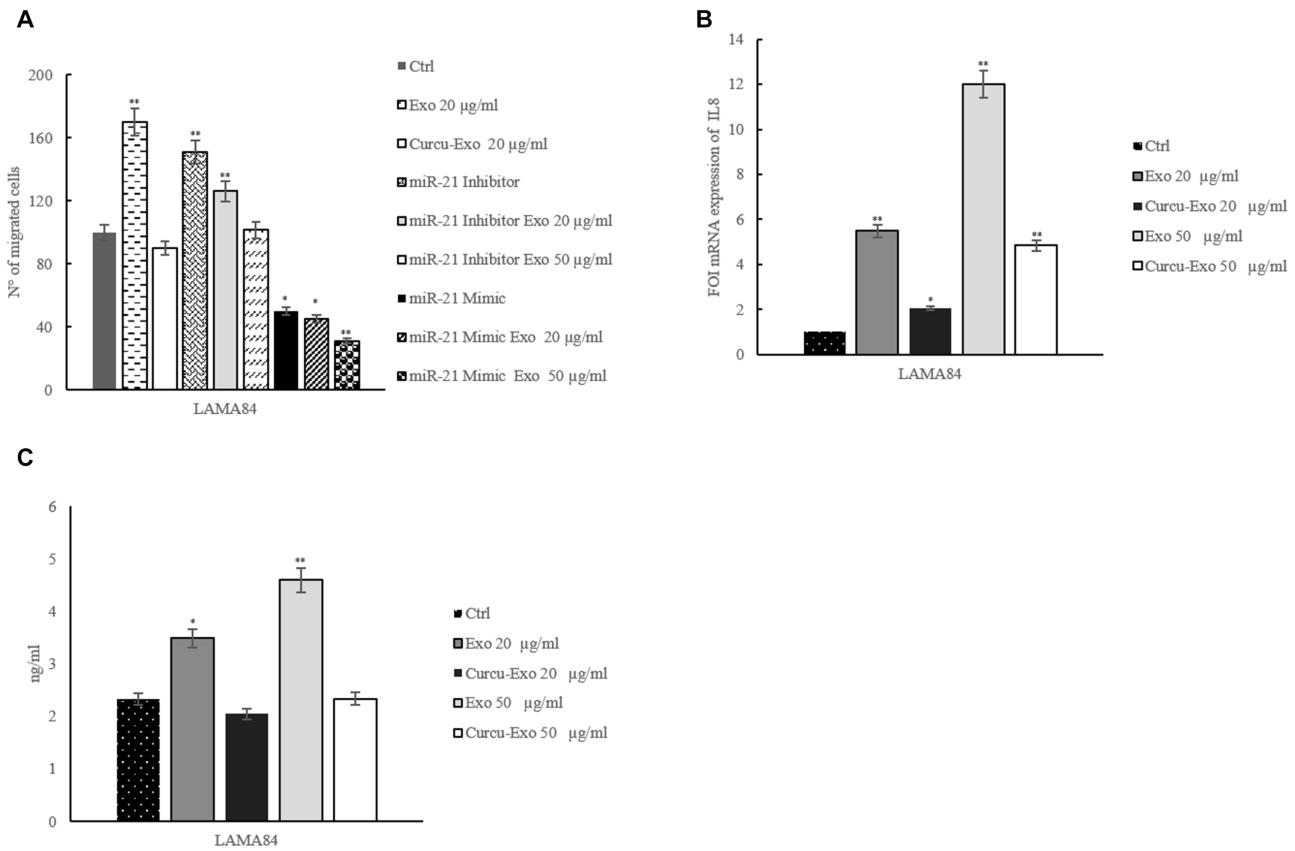 A
200
160
120
80
40
0
N° of migrated cells
**
**
**
*
*
**
LAMA84
Ctrl
Exo 20 µg/ml
Curcu-Exo 20 µg/ml
miR-21 Inhibitor
miR-21 Inhibitor Exo 20 µg/ml
miR-21 Inhibitor Exo 50 µg/ml
miR-21 Mimic
miR-21 Mimic Exo 20 µg/ml
miR-21 Mimic Exo 50 µg/ml
B
14
12
10
8
6
4
2
0
FOI mRNA expression of IL8
**
*
**
**
LAMA84
Ctrl
Exo 20 µg/ml
Curcu-Exo 20 µg/ml
Exo 50 µg/ml
Curcu-Exo 50 µg/ml
C
6
5
4
3
2
1
0
ng/ml
*
**
LAMA84
Ctrl
Exo 20 µg/ml
Curcu-Exo 20 µg/ml
Exo 50 µg/ml
Curcu-Exo 50 µg/ml